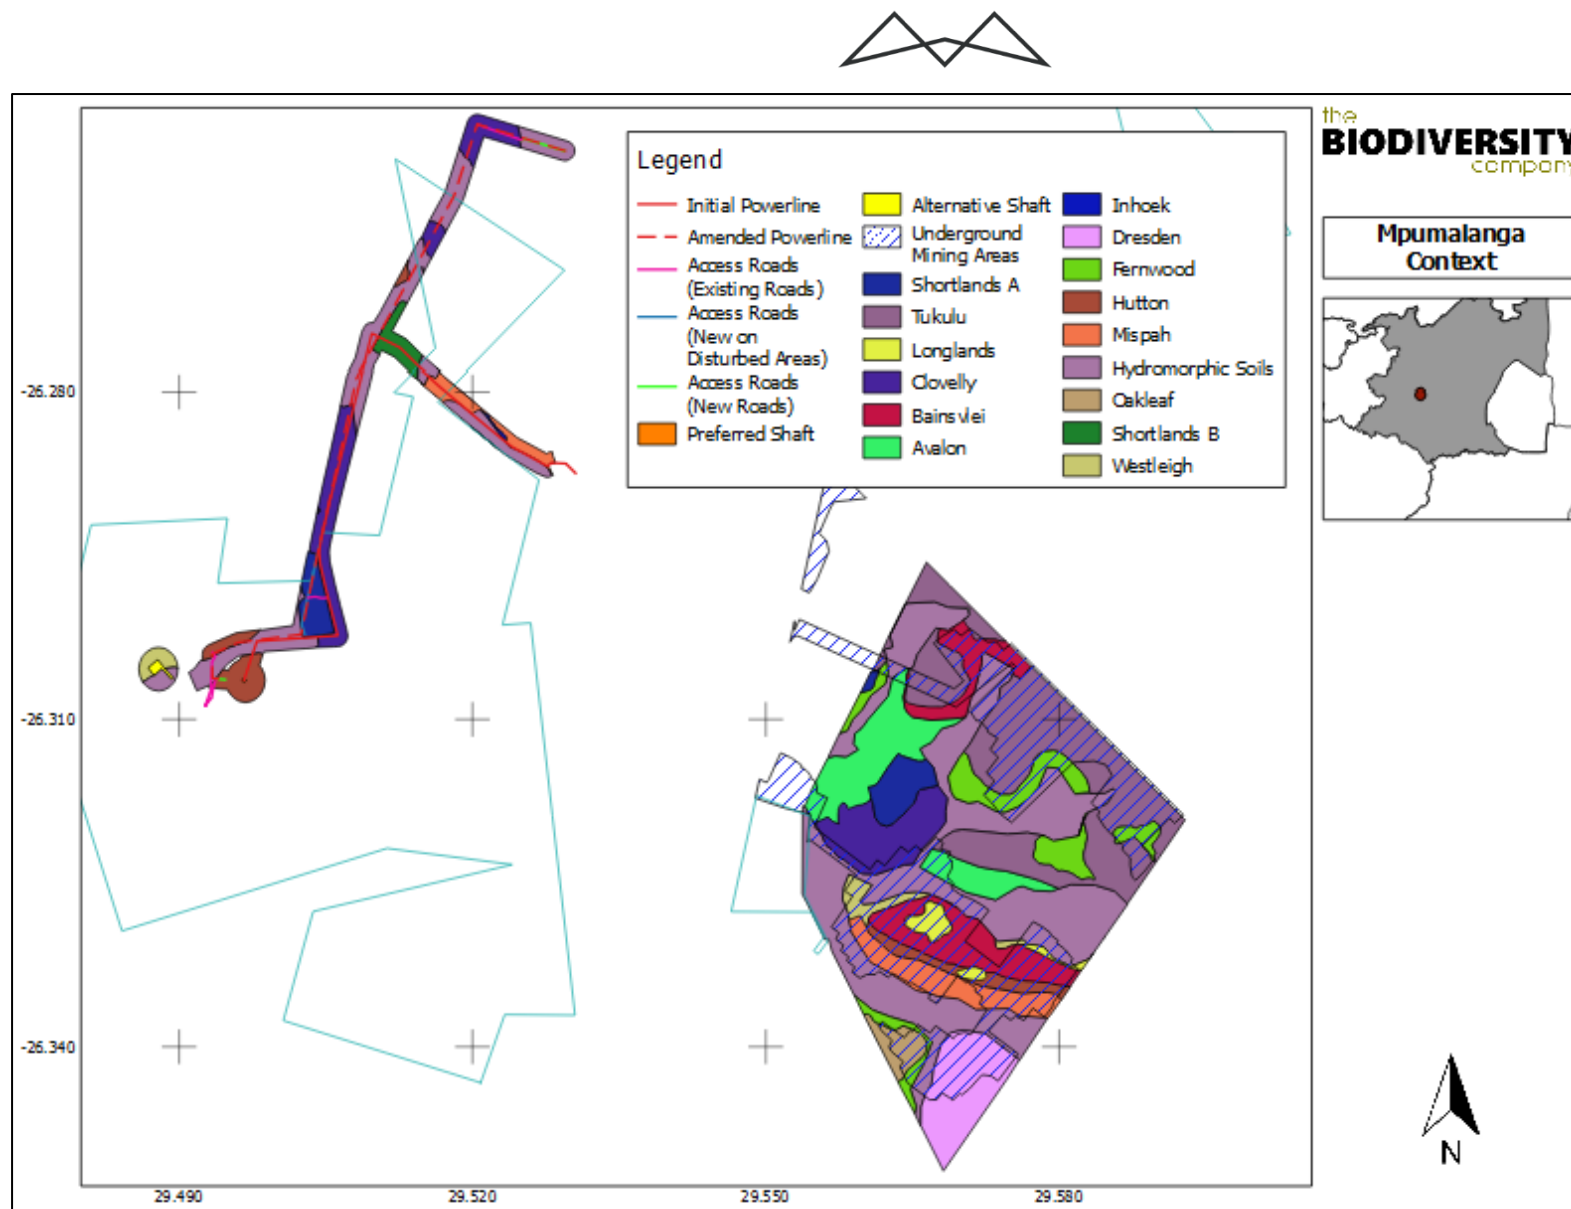 the
BIODIVERSITY
company
Mpumalanga
Context
Legend
Initial Powerline
Amended Powerline
Access Roads
(Existing Roads)
Access Roads
(New on
Disturbed Areas)
Access Roads
(New Roads)
Preferred Shaft
Alternative Shaft
Underground
Mining Areas
Shortlands A
Tukulu
Longlands
Clovelly
Bainsvlei
Avalon
Inhoek
Dresden
Fernwood
Hutton
Mispah
Hydromorphic Soils
Oakleaf
Shortlands B
Westleigh
-26.280
-26.310
-26.340
29.490
29.520
29.550
29.580
N